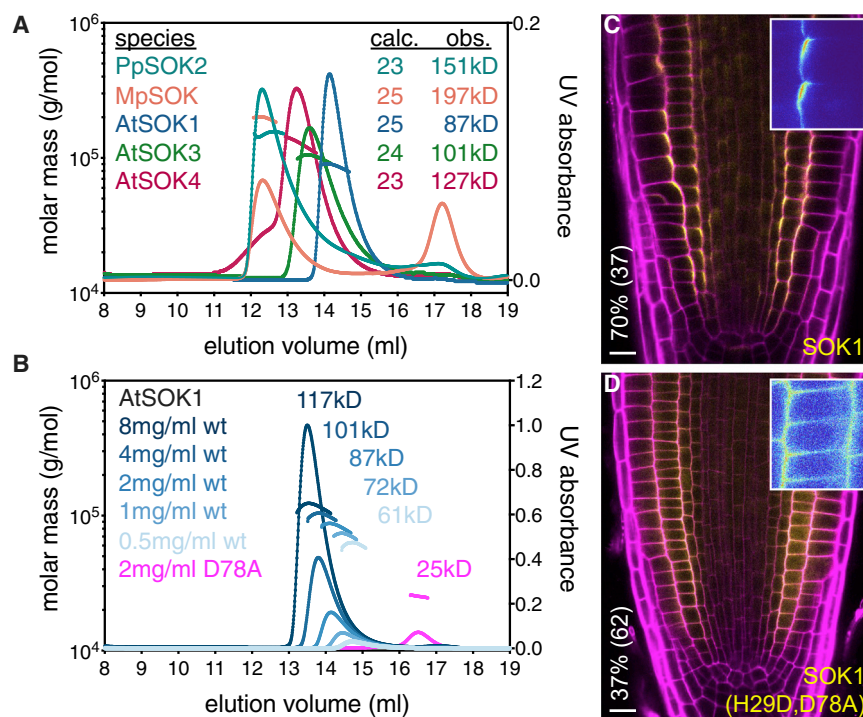 A
species calc. obs.
PpSOK2 23 151kD
MpSOK 25 197kD
AtSOK1 25 87kD
AtSOK3 24 101kD
AtSOK4 23 127kD
molar mass (g/mol)
10⁶
10⁵
10⁴
0.2
0.0
UV absorbance
8 9 10 11 12 13 14 15 16 17 18 19
elution volume (ml)
B
AtSOK1 117kD
8mg/ml wt 101kD
4mg/ml wt 87kD
2mg/ml wt 72kD
1mg/ml wt 61kD
0.5mg/ml wt
2mg/ml D78A 25kD
molar mass (g/mol)
10⁶
10⁵
10⁴
1.2
1.0
0.8
0.6
0.4
0.2
0.0
UV absorbance
8 9 10 11 12 13 14 15 16 17 18 19
elution volume (ml)
C
70% (37)
SOK1
D
37% (62)
SOK1
(H29D,D78A)